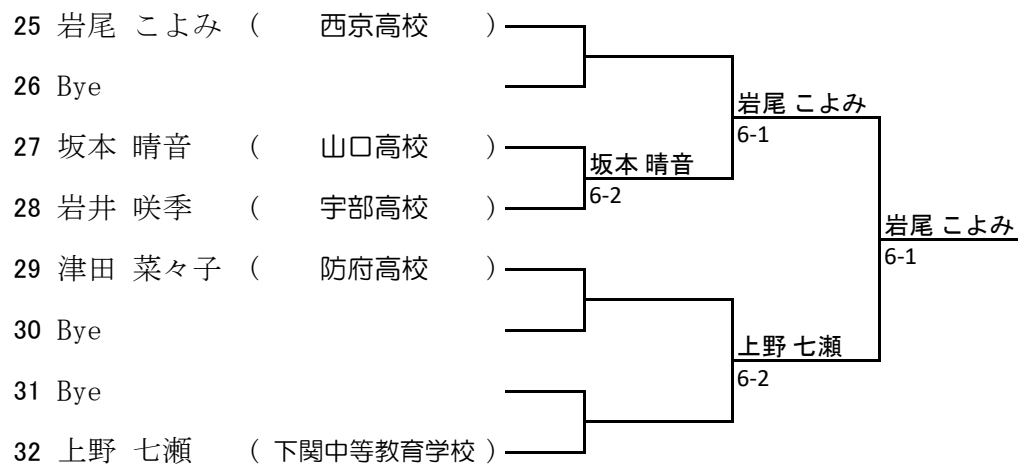 25 岩尾 こよみ ( 西京高校 )
26 Bye
岩尾 こよみ
6-1
27 坂本 晴音 ( 山口高校 )
坂本 晴音
6-2
28 岩井 咲季 ( 宇部高校 )
岩尾 こよみ
6-1
29 津田 菜々子 ( 防府高校 )
30 Bye
上野 七瀬
6-2
31 Bye
32 上野 七瀬 ( 下関中等教育学校 )